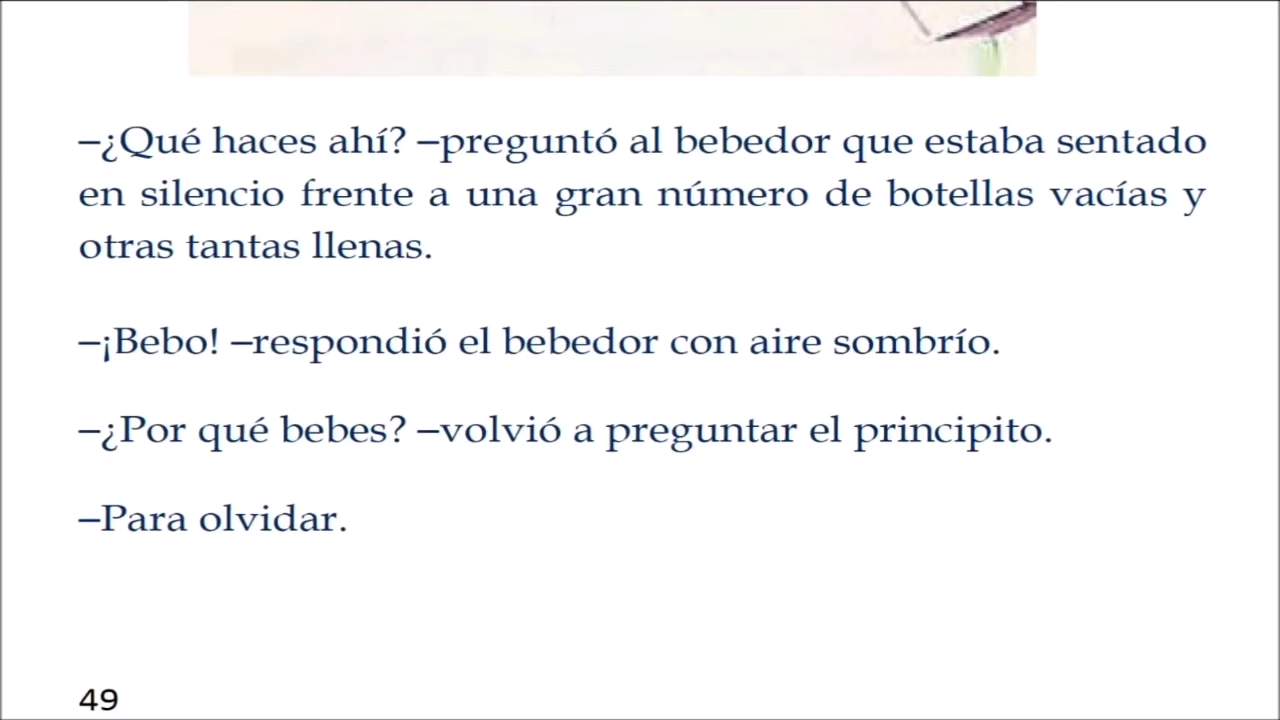 –¿Qué haces ahí? –preguntó al bebedor que estaba sentado
en silencio frente a una gran número de botellas vacías y
otras tantas llenas.
–¡Bebo! –respondió el bebedor con aire sombrío.
–¿Por qué bebes? –volvió a preguntar el principito.
–Para olvidar.
49